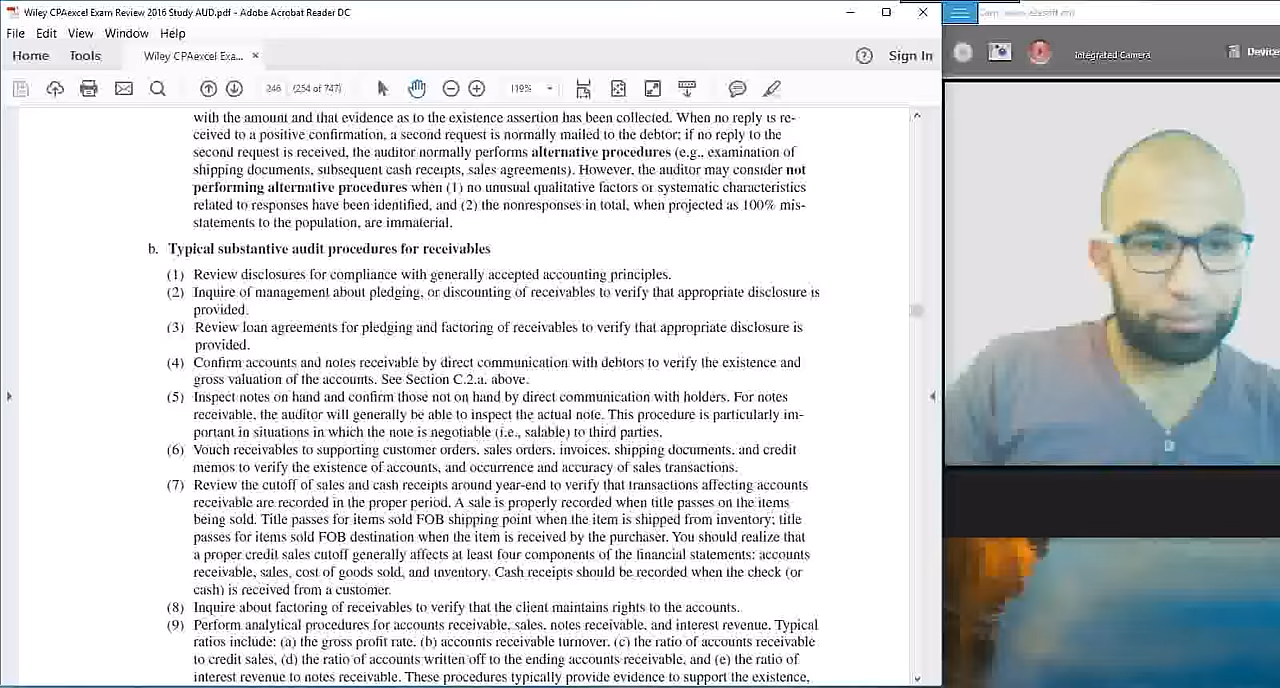 Wiley CPAexcel Exam Review 2016 Study AUD.pdf - Adobe Acrobat Reader DC
File Edit View Window Help
Home Tools Wiley CPAexcel Exa... × Sign In
246 (254 of 747) 119%
with the amount and that evidence as to the existence assertion has been collected. When no reply is re-
ceived to a positive confirmation, a second request is normally mailed to the debtor; if no reply to the
second request is received, the auditor normally performs alternative procedures (e.g., examination of
shipping documents, subsequent cash receipts, sales agreements). However, the auditor may consider not
performing alternative procedures when (1) no unusual qualitative factors or systematic characteristics
related to responses have been identified, and (2) the nonresponses in total, when projected as 100% mis-
statements to the population, are immaterial.
b. Typical substantive audit procedures for receivables
(1) Review disclosures for compliance with generally accepted accounting principles.
(2) Inquire of management about pledging, or discounting of receivables to verify that appropriate disclosure is
provided.
(3) Review loan agreements for pledging and factoring of receivables to verify that appropriate disclosure is
provided.
(4) Confirm accounts and notes receivable by direct communication with debtors to verify the existence and
gross valuation of the accounts. See Section C.2.a. above.
(5) Inspect notes on hand and confirm those not on hand by direct communication with holders. For notes
receivable, the auditor will generally be able to inspect the actual note. This procedure is particularly im-
portant in situations in which the note is negotiable (i.e., salable) to third parties.
(6) Vouch receivables to supporting customer orders, sales orders, invoices, shipping documents, and credit
memos to verify the existence of accounts, and occurrence and accuracy of sales transactions.
(7) Review the cutoff of sales and cash receipts around year-end to verify that transactions affecting accounts
receivable are recorded in the proper period. A sale is properly recorded when title passes on the items
being sold. Title passes for items sold FOB shipping point when the item is shipped from inventory; title
passes for items sold FOB destination when the item is received by the purchaser. You should realize that
a proper credit sales cutoff generally affects at least four components of the financial statements: accounts
receivable, sales, cost of goods sold, and inventory. Cash receipts should be recorded when the check (or
cash) is received from a customer.
(8) Inquire about factoring of receivables to verify that the client maintains rights to the accounts.
(9) Perform analytical procedures for accounts receivable, sales, notes receivable, and interest revenue. Typical
ratios include: (a) the gross profit rate, (b) accounts receivable turnover, (c) the ratio of accounts receivable
to credit sales, (d) the ratio of accounts written off to the ending accounts receivable, and (e) the ratio of
interest revenue to notes receivable. These procedures typically provide evidence to support the existence,
Integrated Camera Device